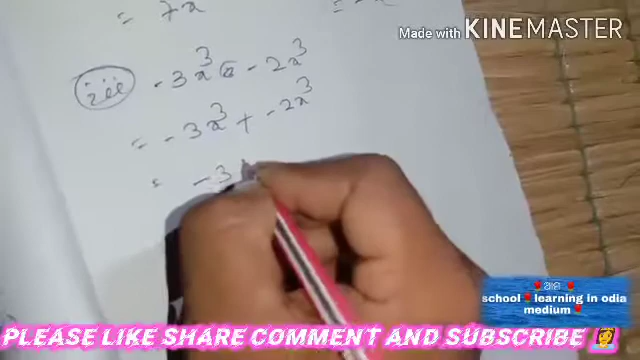 = 7x
Made with KINEMASTER
iii - 3x³ ଓ - 2x³
= - 3x³ + - 2x³
= - 3
ଆମ
school learning in odia
medium
PLEASE LIKE SHARE COMMENT AND SUBSCRIBE